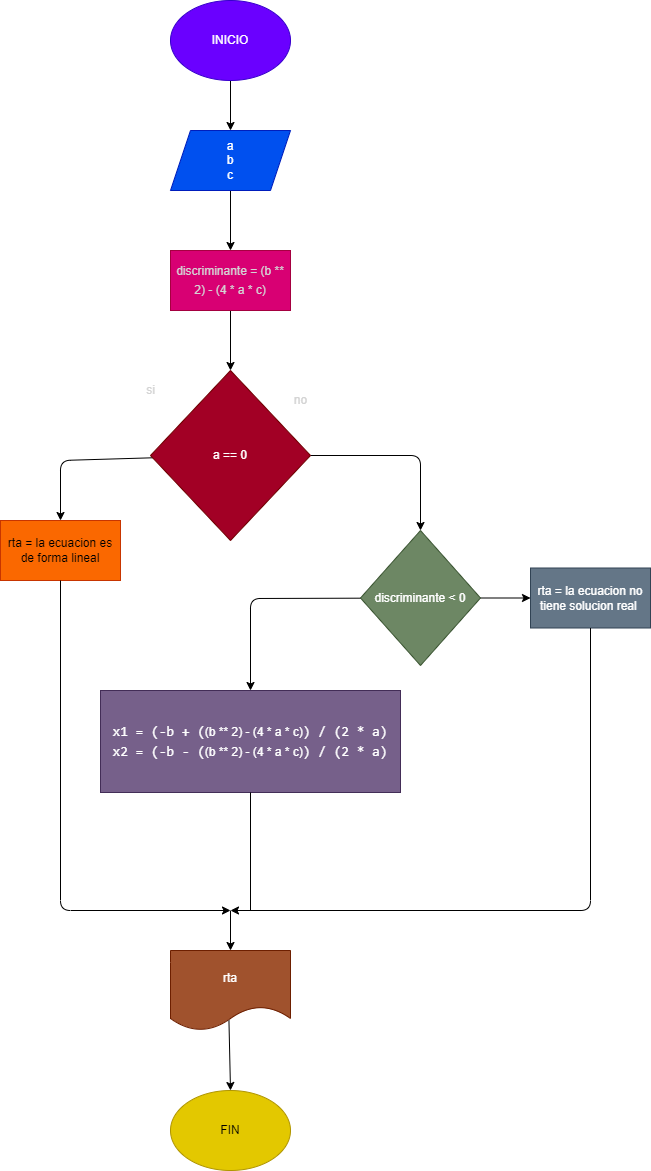 INICIO
a
b
c
discriminante = (b **
2) - (4 * a * c)
si
no
a == 0
rta = la ecuacion es
de forma lineal
discriminante < 0
rta = la ecuacion no
tiene solucion real
x1 = (-b + ((b ** 2) - (4 * a * c)) / (2 * a)
x2 = (-b - ((b ** 2) - (4 * a * c)) / (2 * a)
rta
FIN